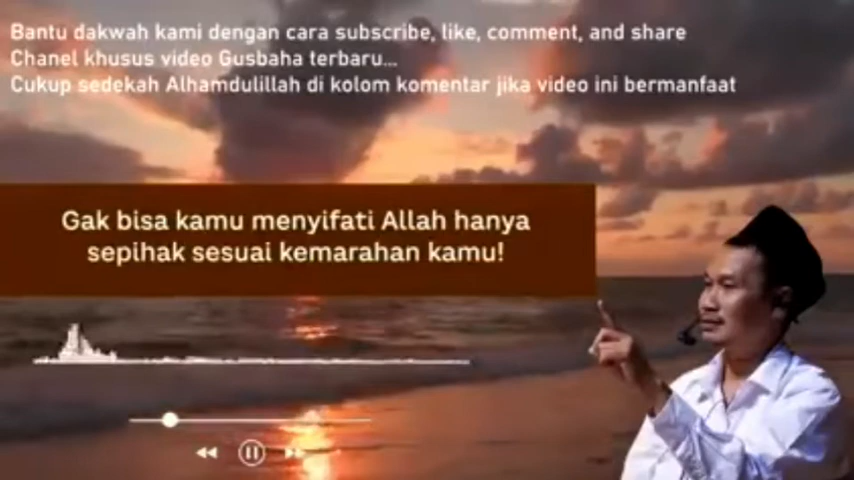 Bantu dakwah kami dengan cara subscribe, like, comment, and share
Chanel khusus video Gusbaha terbaru...
Cukup sedekah Alhamdulillah di kolom komentar jika video ini bermanfaat
Gak bisa kamu menyifati Allah hanya
sepihak sesuai kemarahan kamu!